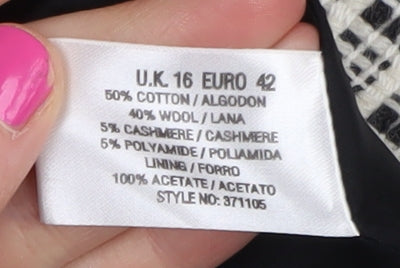 U.K. 16 EURO 42
50% COTTON / ALGODON
40% WOOL / LANA
5% CASHMERE / CASHMERE
5% POLYAMIDE / POLIAMIDA
LINING / FORRO
100% ACETATE / ACETATO
STYLE NO: 371105